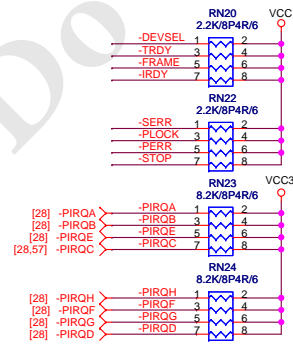 RN20
2.2K/8P4R/6
VCC
-DEVSEL 1 2
-TRDY 3 4
-FRAME 5 6
-IRDY 7 8
RN22
2.2K/8P4R/6
-SERR 1 2
-PLOCK 3 4
-PERR 5 6
-STOP 7 8
RN23
8.2K/8P4R/6
VCC3
[28] -PIRQA -PIRQA 1 2
[28] -PIRQB -PIRQB 3 4
[28] -PIRQE -PIRQE 5 6
[28,57] -PIRQC -PIRQC 7 8
RN24
8.2K/8P4R/6
[28] -PIRQH -PIRQH 1 2
[28] -PIRQF -PIRQF 3 4
[28] -PIRQG -PIRQG 5 6
[28] -PIRQD -PIRQD 7 8
Do